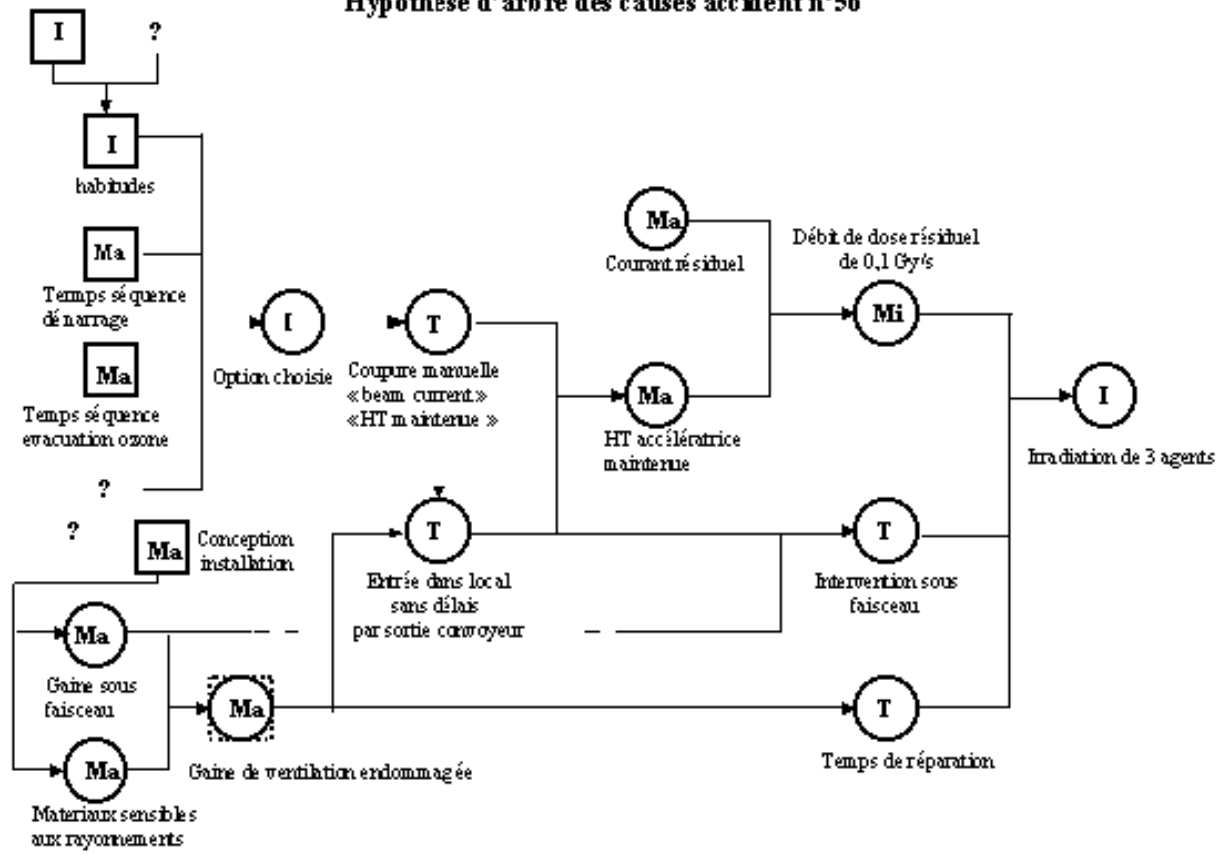 Hypothèse d'arbre des causes accident n°56
I
?
I
habitudes
Ma
Temps séquence
démarrage
Ma
Temps séquence
evacuation ozone
?
?
Ma
Conception
installation
Ma
Gaine sous
faisceau
Ma
Materiaux sensibles
aux rayonnements
Ma
Gaine de ventilation endommagée
I
Option choisie
T
Coupure manuelle
«beam current»
«HT maintenue »
T
Entrée dans local
sans délais
par sortie convoyeur
Ma
Courant résiduel
Ma
HT accélératrice
maintenue
Débit de dose résiduel
de 0,1 Gy/s
Mi
T
Intervention sous
faisceau
T
Temps de réparation
I
Irradiation de 3 agents